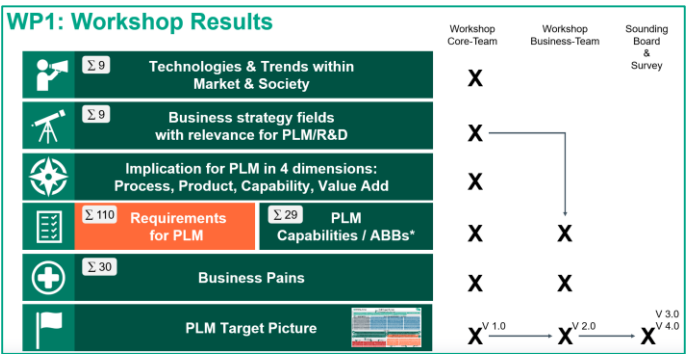 WP1: Workshop Results
Workshop
Core-Team
Workshop
Business-Team
Sounding
Board
&
Survey
Σ 9
Technologies & Trends within
Market & Society
X
Σ 9
Business strategy fields
with relevance for PLM/R&D
X
Implication for PLM in 4 dimensions:
Process, Product, Capability, Value Add
X
Σ 110
Requirements
for PLM
Σ 29
PLM
Capabilities / ABBs*
X
X
Σ 30
Business Pains
X
X
PLM Target Picture
X V 1.0
X V 2.0
X
V 3.0
V 4.0